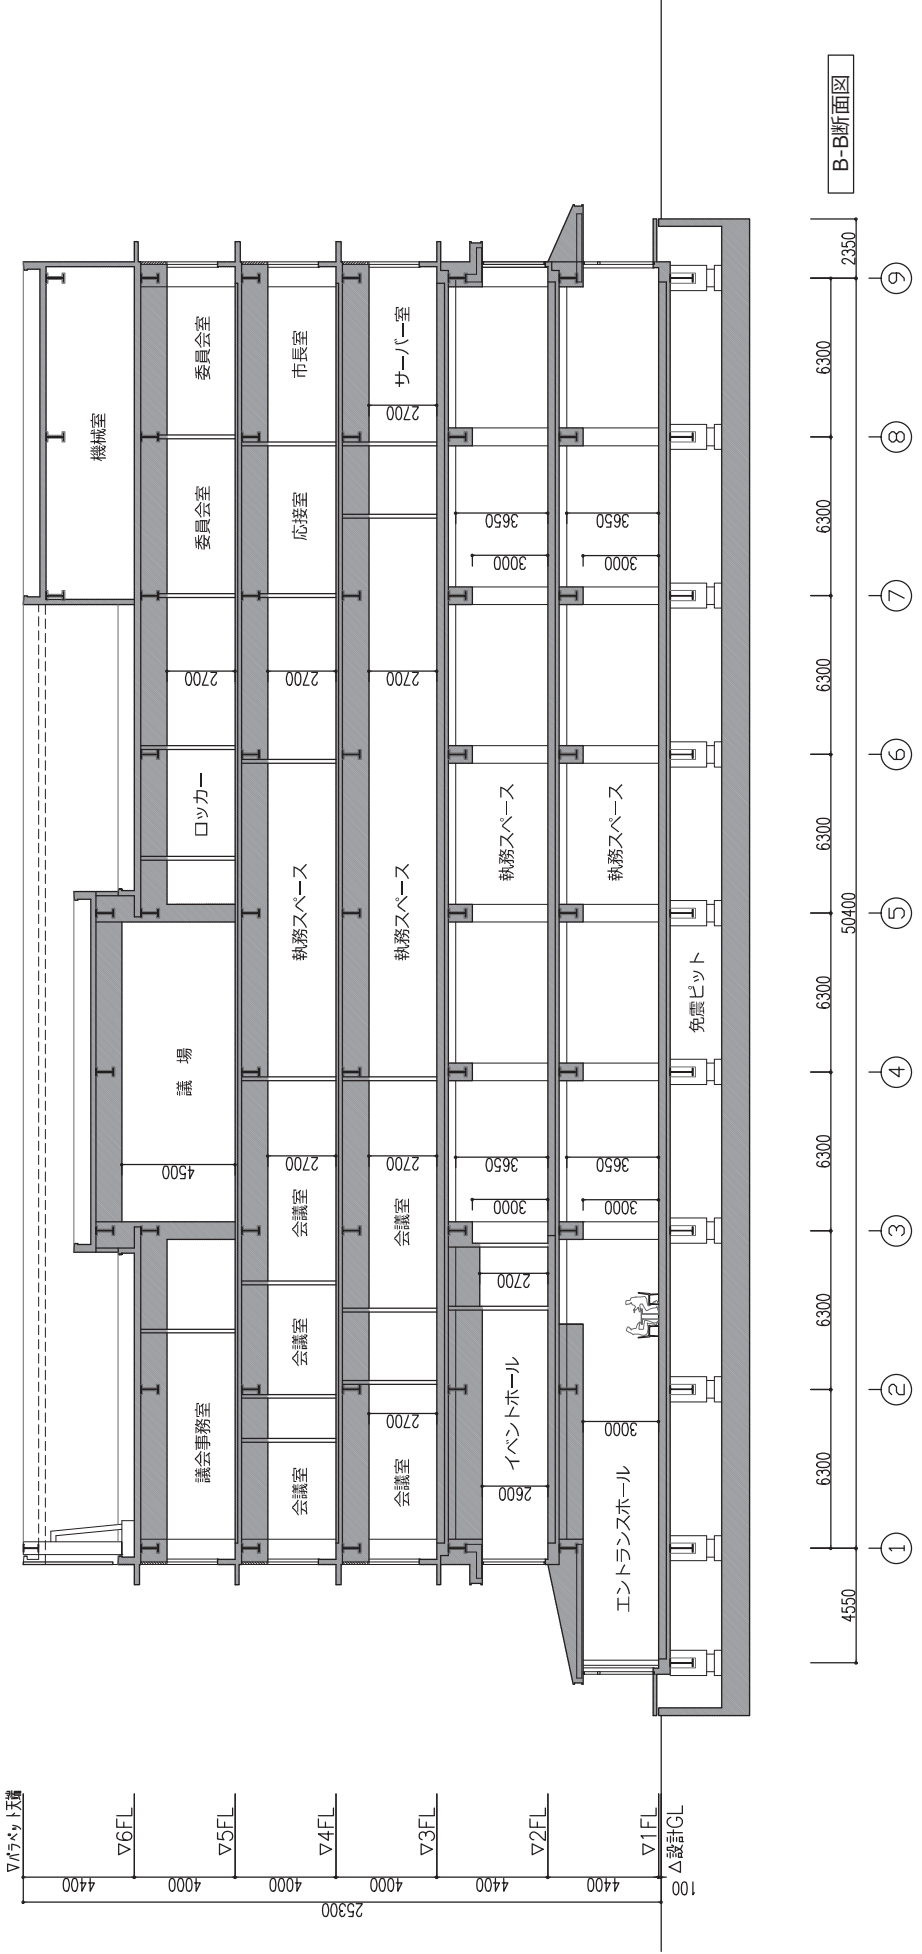 ▽パラペット天端
▽6FL
▽5FL
▽4FL
▽3FL
▽2FL
▽1FL
△設計GL
4400
4000
4000
4000
4400
4400
100
25300
機械室
議会事務室
議 場
4500
ロッカー
2700
委員会室
委員会室
会議室
会議室
会議室
2700
執務スペース
2700
応接室
市長室
会議室
2700
会議室
2700
執務スペース
2700
2700
サーバー室
イベントホール
2600
2700
3000
3650
執務スペース
3000
3650
エントランスホール
3000
3000
3650
執務スペース
3000
3650
免震ピット
4550
6300
6300
6300
6300
6300
6300
6300
6300
2350
50400
1
2
3
4
5
6
7
8
9
B-B断面図